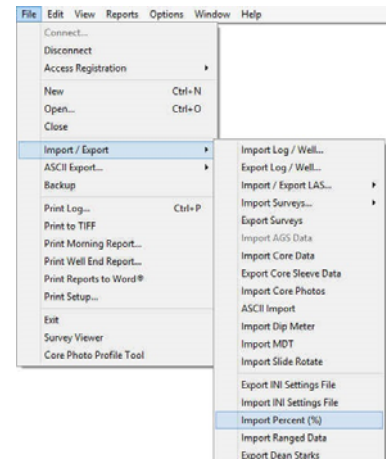 File Edit View Reports Options Window Help
Connect...
Disconnect
Access Registration
New Ctrl+N
Open... Ctrl+O
Close
Import / Export
ASCII Export...
Backup
Print Log... Ctrl+P
Print to TIFF
Print Morning Report...
Print Well End Report...
Print Reports to Word®
Print Setup...
Exit
Survey Viewer
Core Photo Profile Tool
Import Log / Well...
Export Log / Well...
Import / Export LAS...
Import Surveys...
Export Surveys
Import AGS Data
Import Core Data
Export Core Sleeve Data
Import Core Photos
ASCII Import
Import Dip Meter
Import MDT
Import Slide Rotate
Export INI Settings File
Import INI Settings File
Import Percent (%)
Import Ranged Data
Export Dean Starks